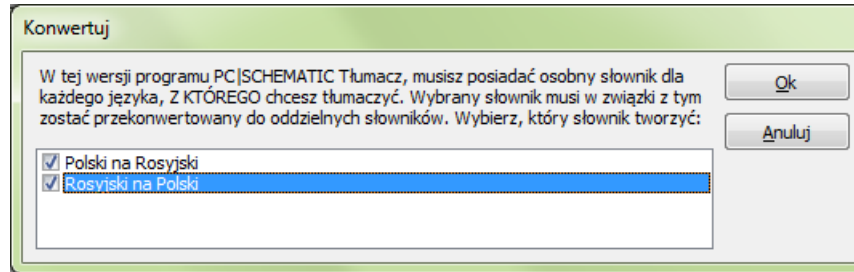 Konwertuj
W tej wersji programu PC|SCHEMATIC Tłumacz, musisz posiadać osobny słownik dla
każdego języka, Z KTÓREGO chcesz tłumaczyć. Wybrany słownik musi w związki z tym
zostać przekonwertowany do oddzielnych słowników. Wybierz, który słownik tworzyć:
Ok
Anuluj
Polski na Rosyjski
Rosyjski na Polski